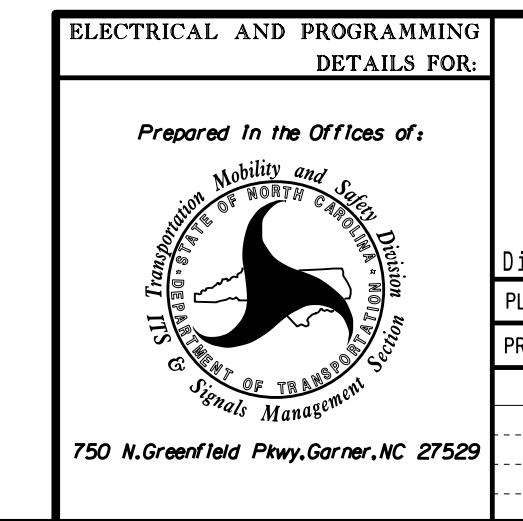 ELECTRICAL AND PROGRAMMING
DETAILS FOR:
Prepared in the Offices of:
Transportation Mobility and Safety Division
STATE OF NORTH CAROLINA
DEPARTMENT OF TRANSPORTATION
ITS & Signals Management Section
750 N.Greenfield Pkwy,Garner,NC 27529